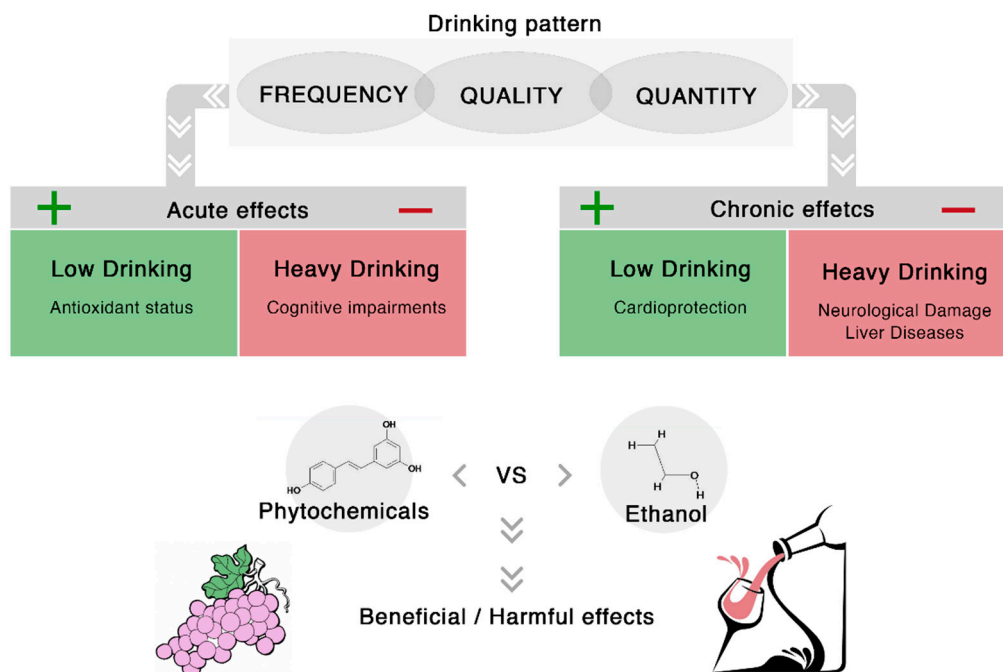 Drinking pattern
FREQUENCY QUALITY QUANTITY
+ Acute effects −
Low Drinking
Antioxidant status
Heavy Drinking
Cognitive impairments
+ Chronic effetcs −
Low Drinking
Cardioprotection
Heavy Drinking
Neurological Damage
Liver Diseases
OH
OH
HO
Phytochemicals
< VS >
H
H
O
H
H
Ethanol
Beneficial / Harmful effects